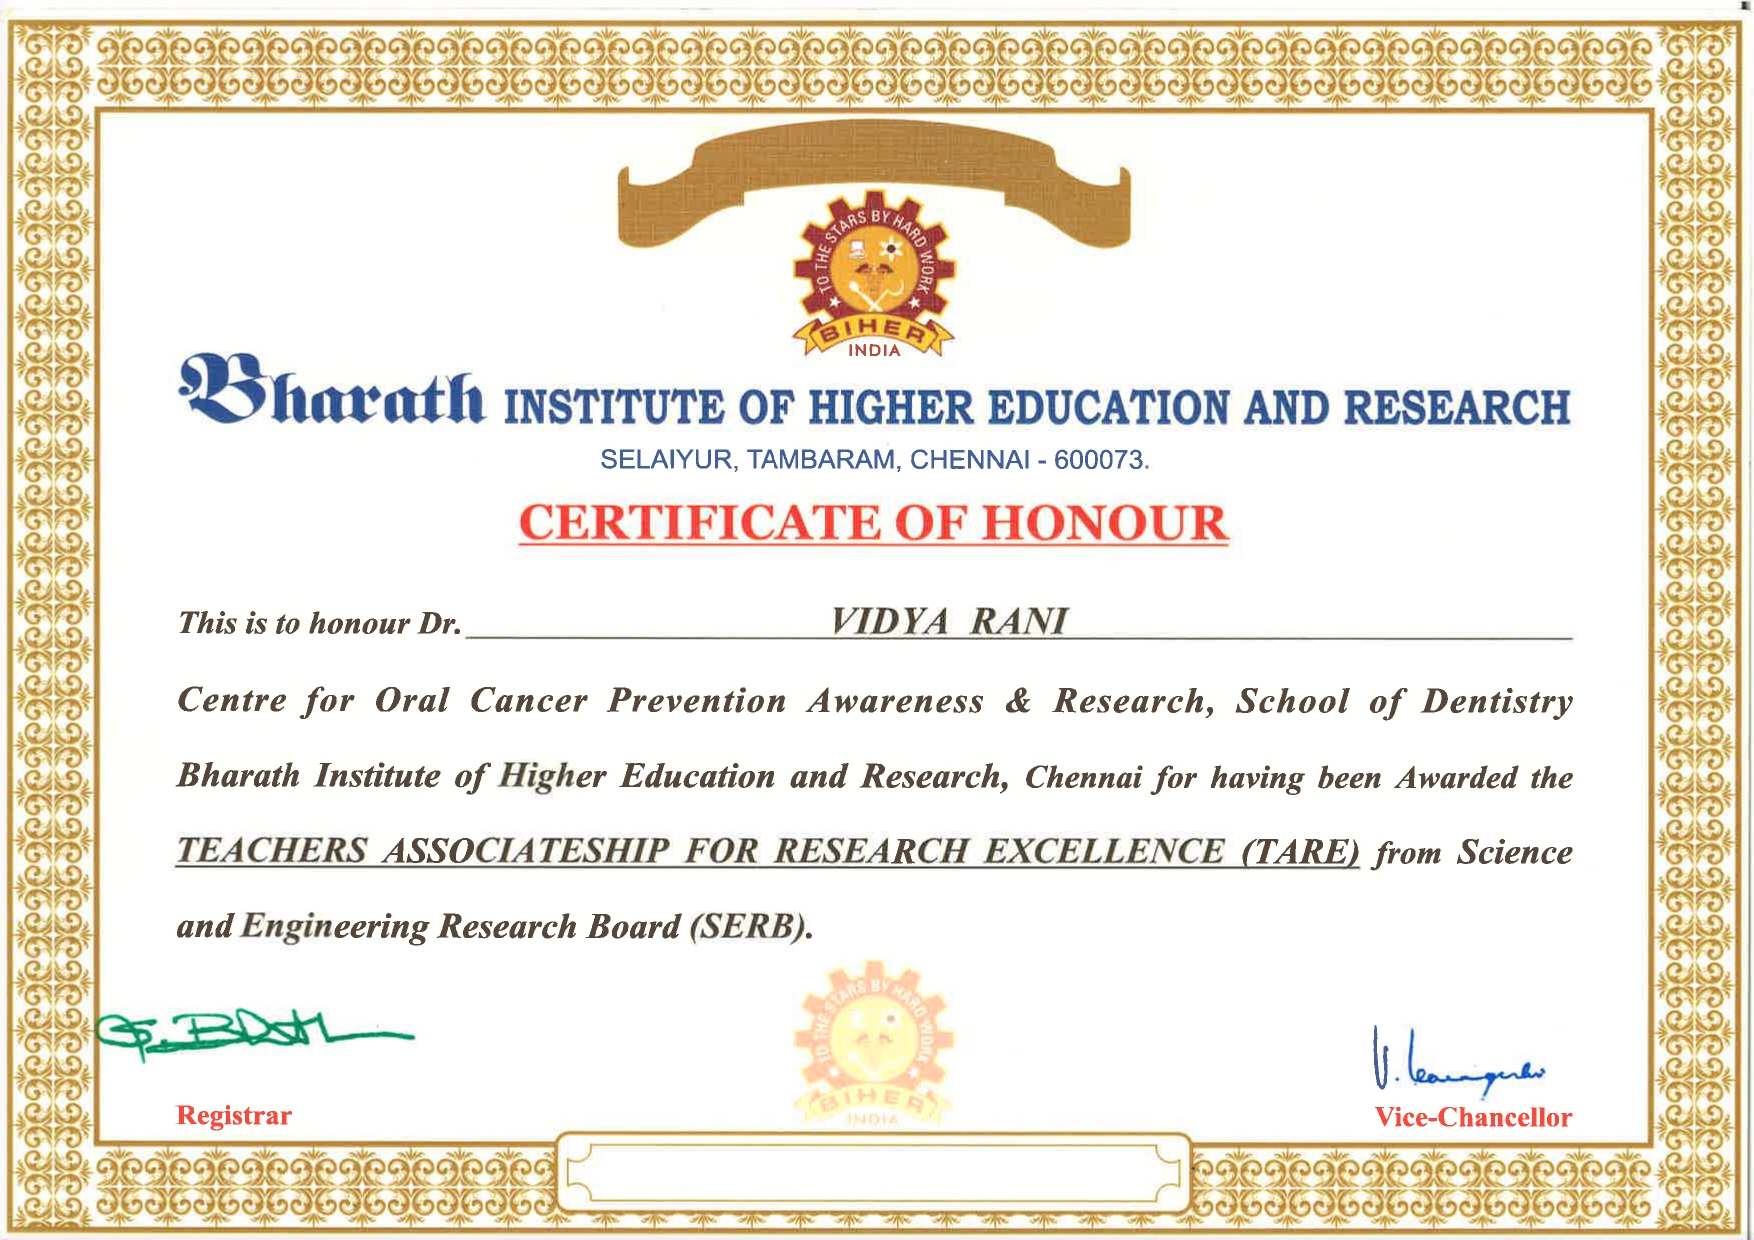 TO THE STARS BY HARD WORK
BIHER
INDIA
Bharath INSTITUTE OF HIGHER EDUCATION AND RESEARCH
SELAIYUR, TAMBARAM, CHENNAI - 600073.
CERTIFICATE OF HONOUR
This is to honour Dr. VIDYA RANI
Centre for Oral Cancer Prevention Awareness & Research, School of Dentistry
Bharath Institute of Higher Education and Research, Chennai for having been Awarded the
TEACHERS ASSOCIATESHIP FOR RESEARCH EXCELLENCE (TARE) from Science
and Engineering Research Board (SERB).
TO THE STARS BY HARD WORK
BIHER
INDIA
Registrar
Vice-Chancellor